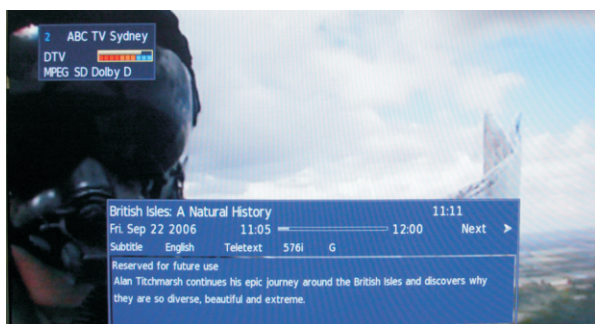 2 ABC TV Sydney
DTV
MPEG SD Dolby D
British Isles: A Natural History 11:11
Fri. Sep 22 2006 11:05 12:00 Next
Subtitle English Teletext 576i G
Reserved for future use
Alan Titchmarsh continues his epic journey around the British Isles and discovers why
they are so diverse, beautiful and extreme.